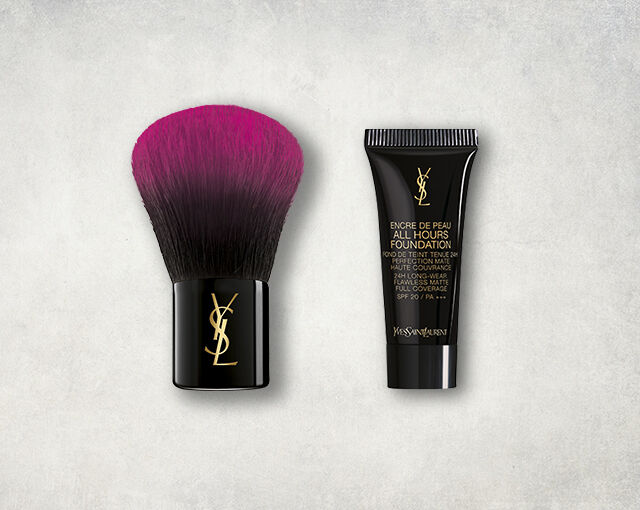 YSL
YSL
ENCRE DE PEAU
ALL HOURS
FOUNDATION
FOND DE TEINT TENUE 24H
PERFECTION MATE
HAUTE COUVRANCE
24H LONG-WEAR
FLAWLESS MATTE
FULL COVERAGE
SPF 20 / PA +++
YVESSAINTLAURENT